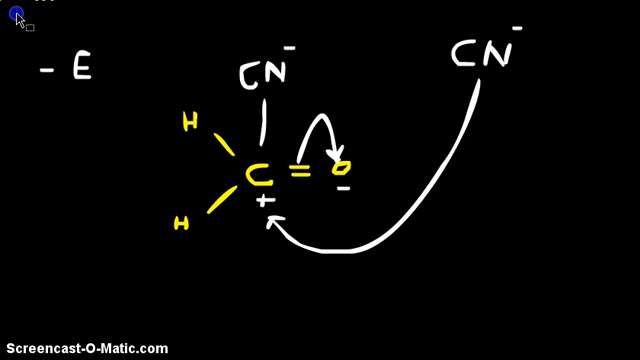 - E
CN⁻
CN⁻
H
C = O
+
-
H
Screencast-O-Matic.com